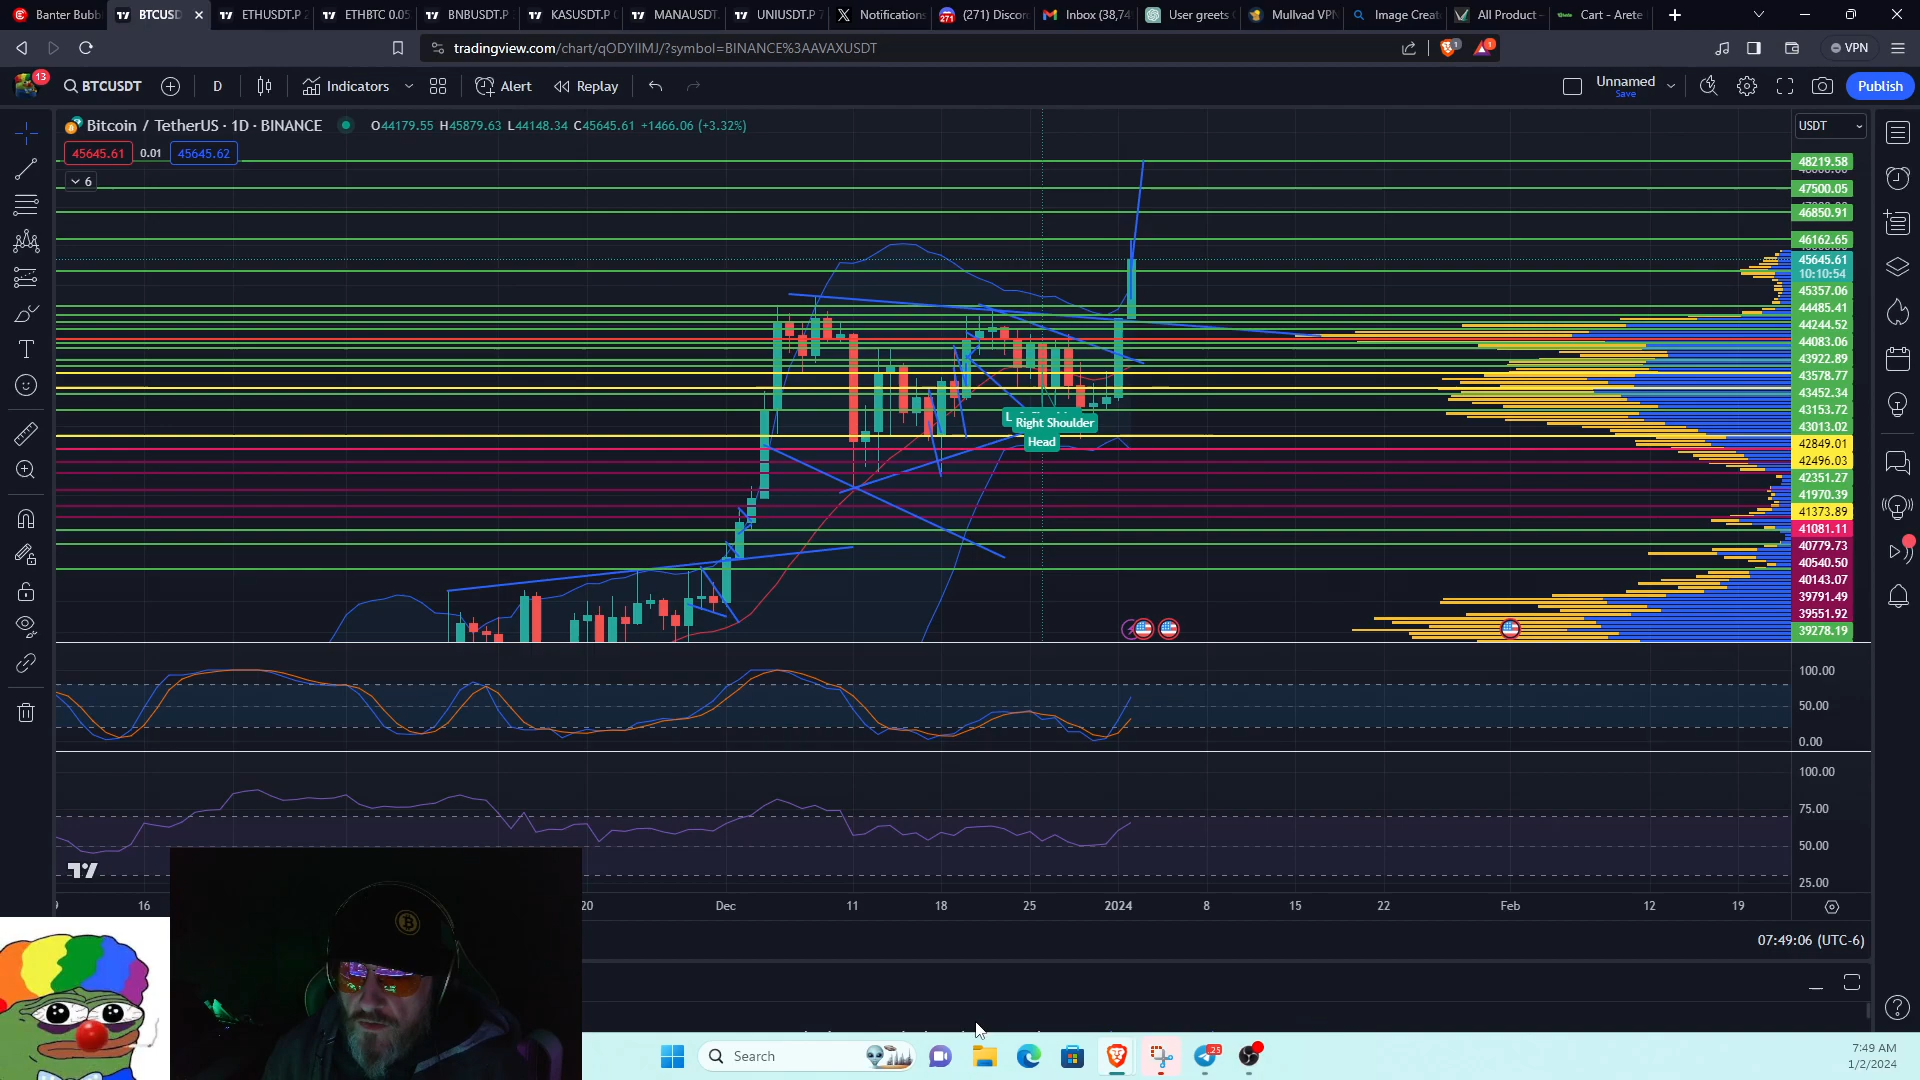 Banter Bubb
BTCUSD
ETHUSDT.P 2
ETHBTC 0.05
BNBUSDT.P
KASUSDT.P
MANAUSDT.
UNIUSDT.P 7
Notifications
271
(271) Discor
Inbox (38,74
User greets
Mullvad VPN
Image Creat
All Product -
Cart - Arete
tradingview.com/chart/qODYIIMJ/?symbol=BINANCE%3AAVAXUSDT
1
1
VPN
13
BTCUSDT
D
Indicators
Alert
Replay
Unnamed
Save
Publish
Bitcoin / TetherUS · 1D · BINANCE
O44179.55 H45879.63 L44148.34 C45645.61 +1466.06 (+3.32%)
USDT
45645.61
0.01
45645.62
6
48219.58
47500.05
46850.91
46162.65
45645.61
10:10:54
45357.06
44485.41
44244.52
44083.06
43922.89
43578.77
43452.34
43153.72
43013.02
42849.01
42496.03
42351.27
41970.39
41373.89
41081.11
40779.73
40540.50
40143.07
39791.49
39551.92
39278.19
L
Right Shoulder
Head
100.00
50.00
0.00
100.00
75.00
50.00
25.00
16
20
Dec
11
18
25
2024
8
15
22
Feb
12
19
07:49:06 (UTC-6)
Search
25
7:49 AM
1/2/2024